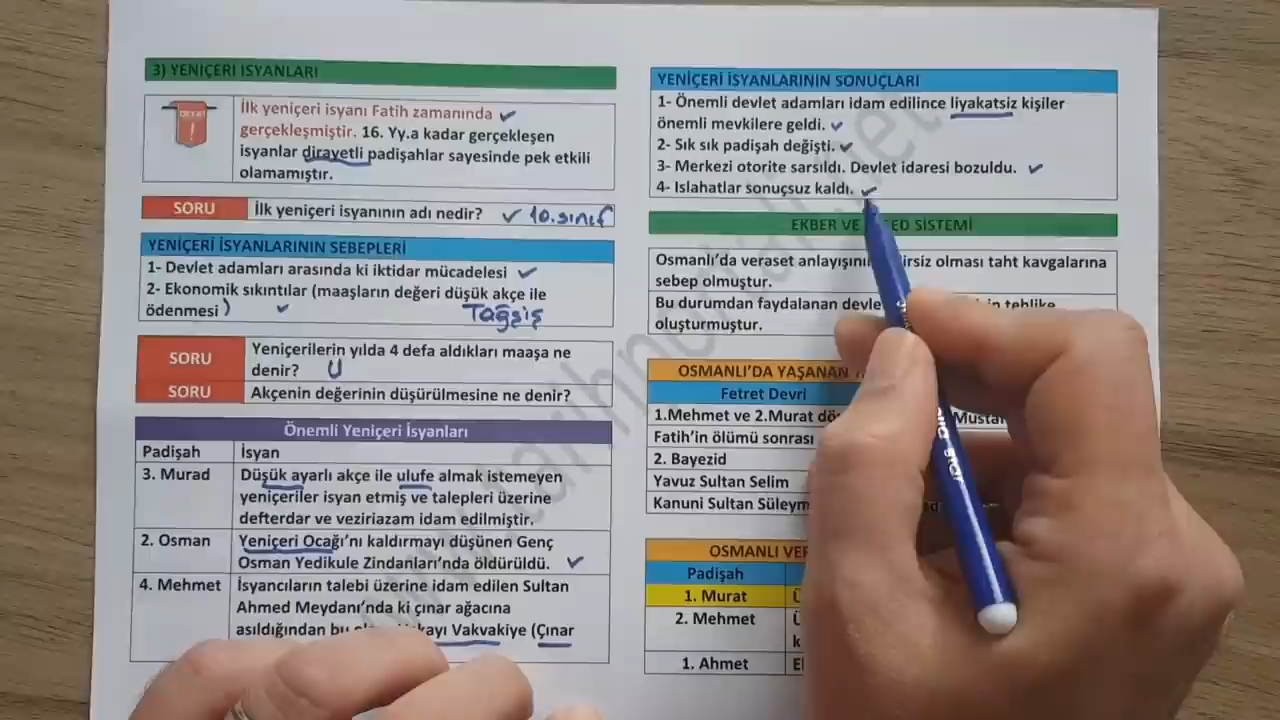 3) YENİÇERİ İSYANLARI
DİKKAT
!
İlk yeniçeri isyanı Fatih zamanında
gerçekleşmiştir. 16. Yy.a kadar gerçekleşen
isyanlar dirayetli padişahlar sayesinde pek etkili
olamamıştır.
SORU İlk yeniçeri isyanının adı nedir? 10.sınıf
YENİÇERİ İSYANLARININ SEBEPLERİ
1- Devlet adamları arasında ki iktidar mücadelesi
2- Ekonomik sıkıntılar (maaşların değeri düşük akçe ile
ödenmesi) Tağşiş
SORU Yeniçerilerin yılda 4 defa aldıkları maaşa ne
denir? U
SORU Akçenin değerinin düşürülmesine ne denir?
Önemli Yeniçeri İsyanları
Padişah İsyan
3. Murad Düşük ayarlı akçe ile ulufe almak istemeyen
yeniçeriler isyan etmiş ve talepleri üzerine
defterdar ve veziriazam idam edilmiştir.
2. Osman Yeniçeri Ocağı'nı kaldırmayı düşünen Genç
Osman Yedikule Zindanları'nda öldürüldü.
4. Mehmet İsyancıların talebi üzerine idam edilen Sultan
Ahmed Meydanı'nda ki çınar ağacına
asıldığından Vakvakiye (Çınar
YENİÇERİ İSYANLARININ SONUÇLARI
1- Önemli devlet adamları idam edilince liyakatsiz kişiler
önemli mevkilere geldi.
2- Sık sık padişah değişti.
3- Merkezi otorite sarsıldı. Devlet idaresi bozuldu.
4- Islahatlar sonuçsuz kaldı.
EKBER VE SİSTEMİ
Osmanlı'da veraset olması taht kavgalarına
sebep olmuştur.
Bu durumdan faydalanan tehlike
oluşturmuştur.
OSMANLI'DA YAŞANAN
Fetret Devri
1.Mehmet ve 2.Murat
Fatih'in ölümü sonrası
2. Bayezid
Yavuz Sultan Selim
Kanuni Sultan
OSMANLI
Padişah
1. Murat
2. Mehmet
1. Ahmet